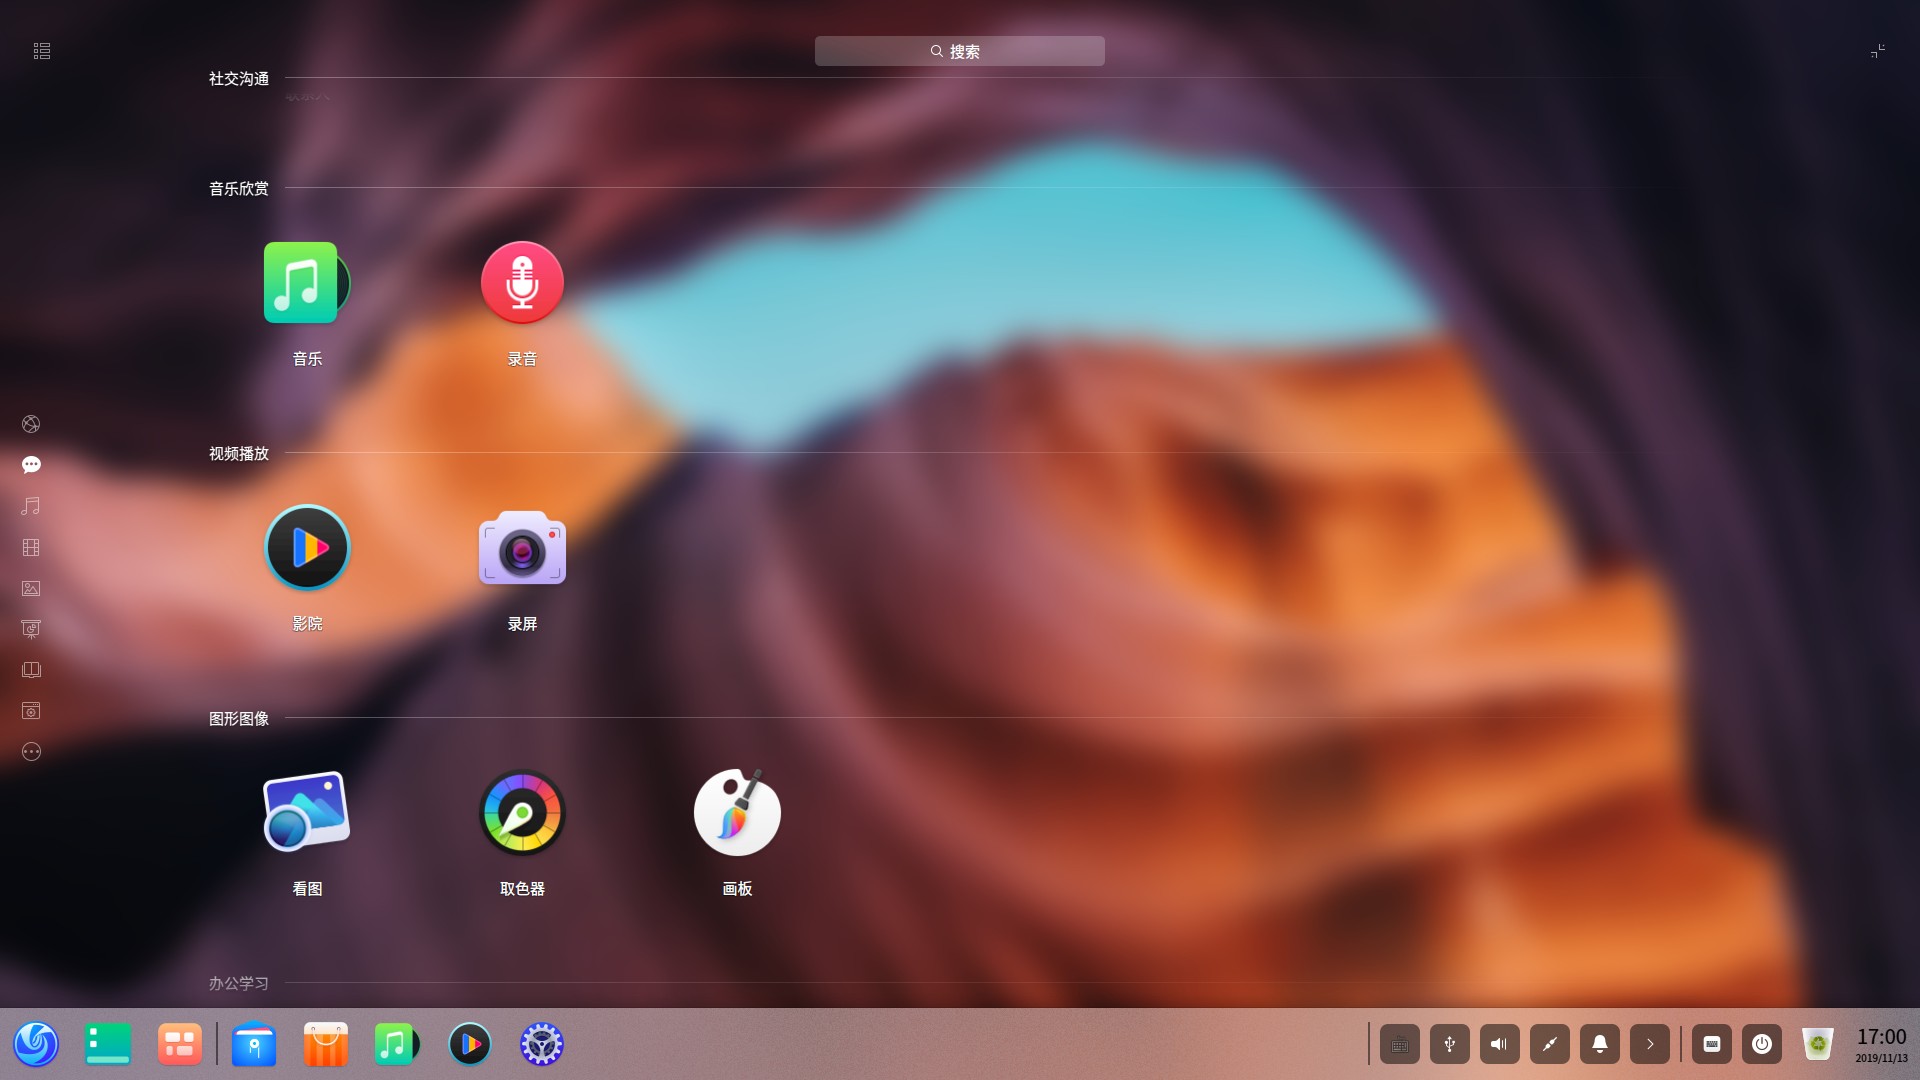 搜索
社交沟通
音乐欣赏
音乐
录音
视频播放
影院
录屏
图形图像
看图
取色器
画板
办公学习
17:00
2019/11/13